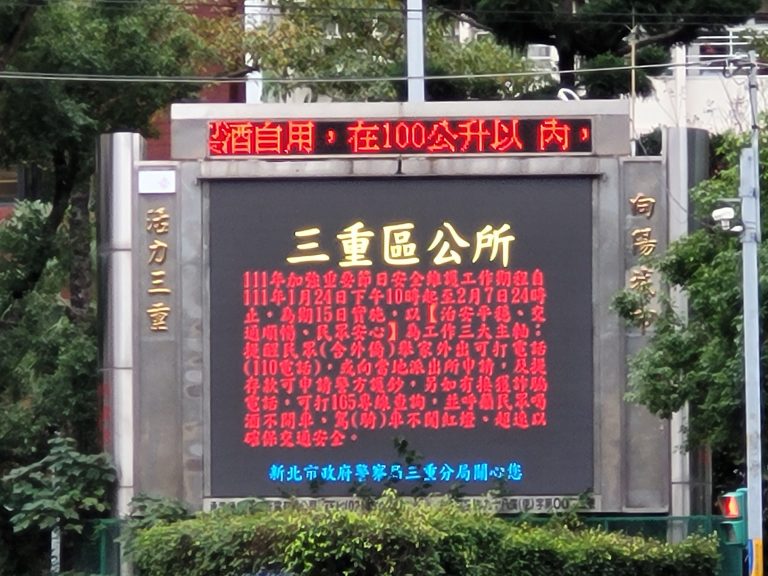 酒自用，在100公升以內，
活力三重
向陽城市
三重區公所
111年加強重要節日安全維護工作期程自
111年1月24日下午10時起至2月7日24時
止，為期15日實施，以【治安平穩、交
通順暢、民眾安心】為工作三大主軸；
提醒民眾(含外僑)舉家外出可打電話
(110電話)，或向當地派出所申請，及提
存款可申請警方護鈔，另如有接獲詐騙
電話，可打165專線查詢，並呼籲民眾喝
酒不開車、駕(騎)車不闖紅燈、超速以
確保交通安全。
新北市政府警察局三重分局關心您